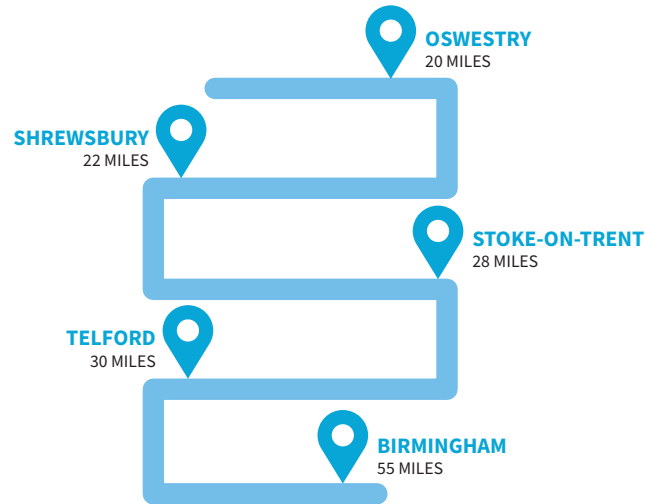 OSWESTRY
20 MILES
SHREWSBURY
22 MILES
STOKE-ON-TRENT
28 MILES
TELFORD
30 MILES
BIRMINGHAM
55 MILES